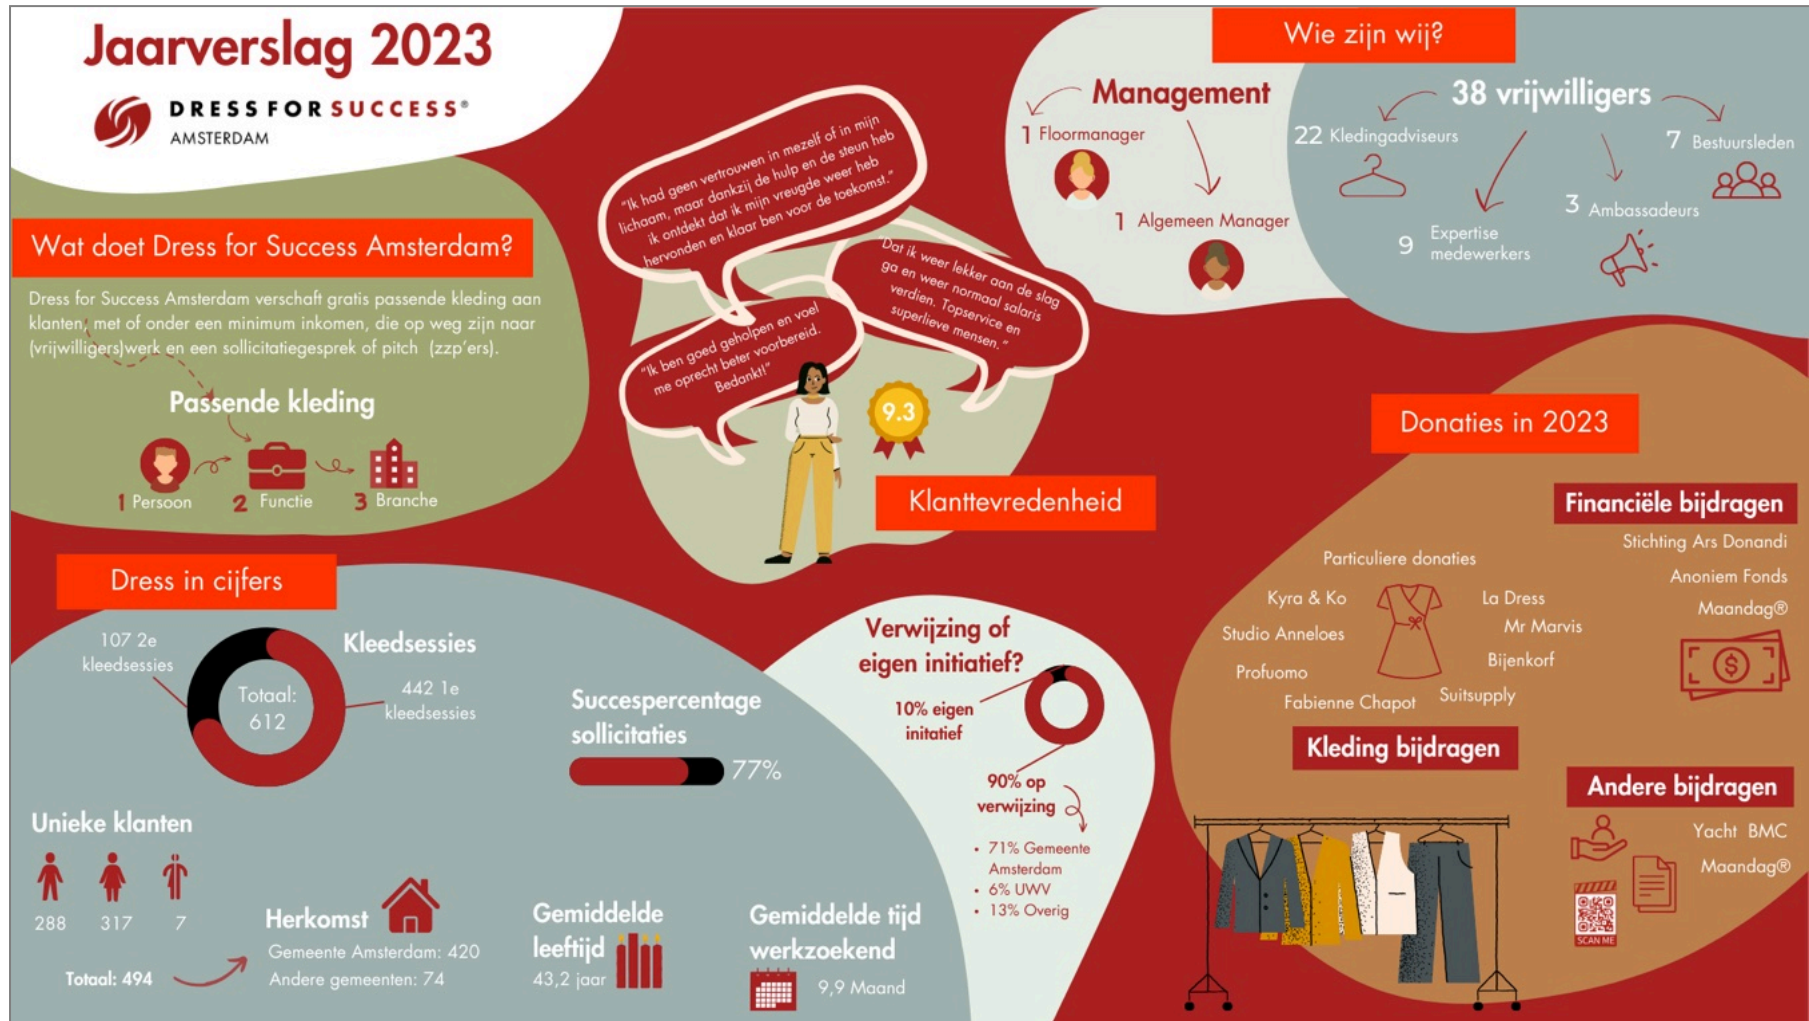 Jaarverslag 2023
DRESS FOR SUCCESS®
AMSTERDAM
Wat doet Dress for Success Amsterdam?
Dress for Success Amsterdam verschaft gratis passende kleding aan
klanten, met of onder een minimum inkomen, die op weg zijn naar
(vrijwilligers)werk en een sollicitatiegesprek of pitch (zzp'ers).
Passende kleding
1 Persoon
2 Functie
3 Branche
"Ik had geen vertrouwen in mezelf of in mijn
lichaam, maar dankzij de hulp en de steun heb
ik ontdekt dat ik mijn vreugde weer heb
hervonden en klaar ben voor de toekomst."
"Dat ik weer lekker aan de slag
ga en weer normaal salaris
verdien. Topservice en
superlieve mensen."
"Ik ben goed geholpen en voel
me oprecht beter voorbereid.
Bedankt!"
9.3
Klanttevredenheid
Wie zijn wij?
Management
1 Floormanager
1 Algemeen Manager
38 vrijwilligers
22 Kledingadviseurs
9 Expertise
medewerkers
3 Ambassadeurs
7 Bestuursleden
Dress in cijfers
Kleedsessies
107 2e
kleedsessies
Totaal:
612
442 1e
kleedsessies
Succespercentage
sollicitaties
77%
Unieke klanten
288
317
7
Totaal: 494
Herkomst
Gemeente Amsterdam: 420
Andere gemeenten: 74
Gemiddelde
leeftijd
43,2 jaar
Gemiddelde tijd
werkzoekend
9,9 Maand
Verwijzing of
eigen initiatief?
10% eigen
initatief
90% op
verwijzing
• 71% Gemeente
Amsterdam
• 6% UWV
• 13% Overig
Donaties in 2023
Financiële bijdragen
Stichting Ars Donandi
Anoniem Fonds
Maandag®
Particuliere donaties
Kyra & Ko
La Dress
Studio Anneloes
Mr Marvis
Profuomo
Bijenkorf
Fabienne Chapot
Suitsupply
Kleding bijdragen
Andere bijdragen
Yacht BMC
Maandag®
SCAN ME